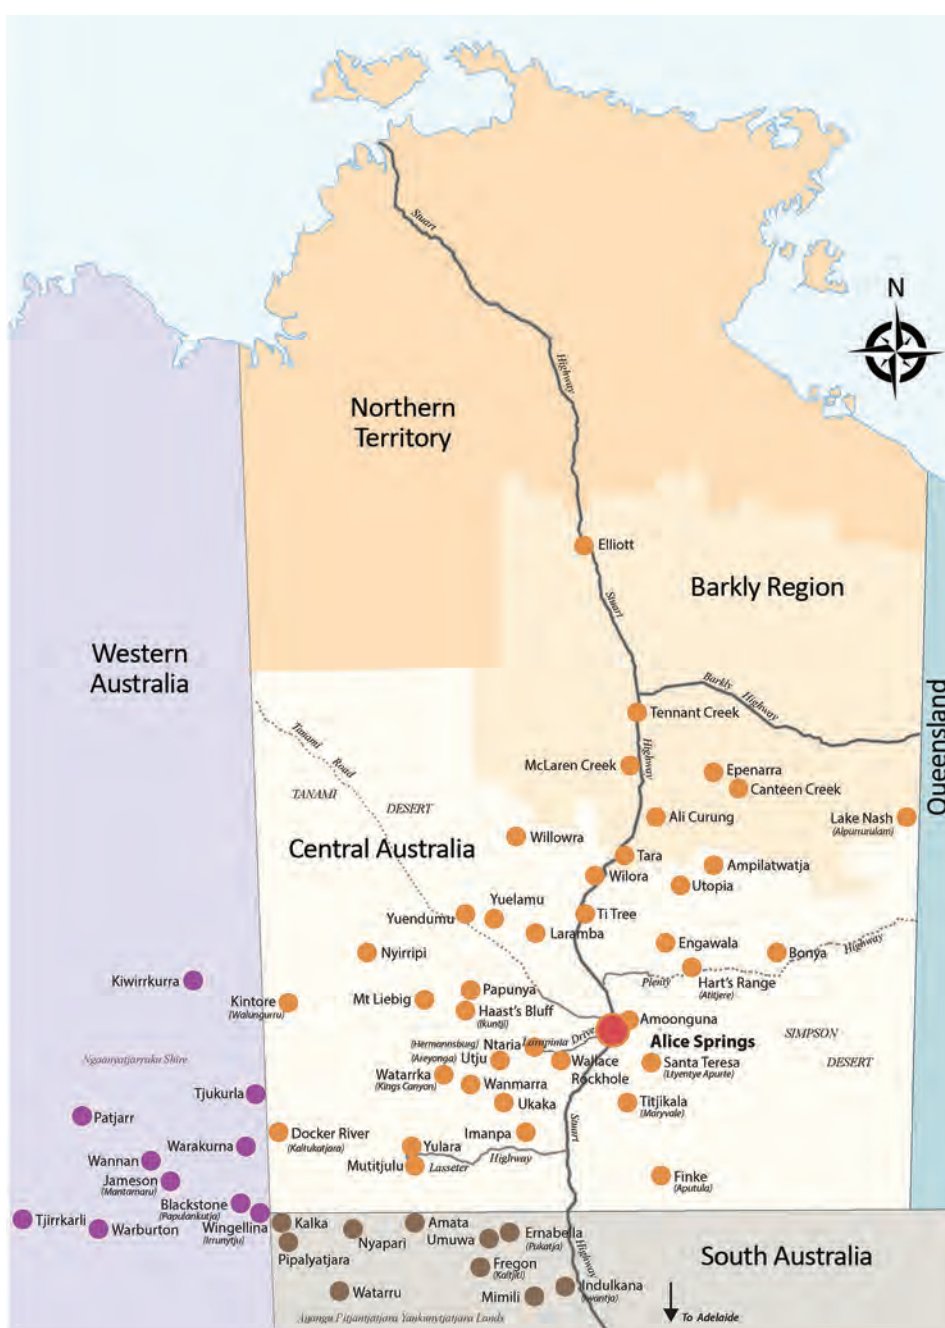 Stuart
N
Highway
Northern
Territory
Elliott
Barkly Region
Stuart
Western
Australia
Queensland
Barkly
Highway
Tennant Creek
Tanami
Road
Highway
McLaren Creek
Epenarra
Canteen Creek
TANAMI
DESERT
Ali Curung
Lake Nash
(Alpurrurulam)
Willowra
Central Australia
Tara
Ampilatwatja
Wilora
Utopia
Yuelamu
Yuendumu
Ti Tree
Laramba
Engawala
Highway
Nyirripi
Bonya
Kiwirrkurra
Plenty
Hart's Range
(Atitjere)
Papunya
Kintore
(Walungurru)
Mt Liebig
Haast's Bluff
(Ikuntji)
Amoonguna
Alice Springs
SIMPSON
DESERT
(Hermannsburg) Ntaria
Larapinta Drive
(Areyonga) Utju
Ngaanyatjarraku Shire
Wallace
Rockhole
Santa Teresa
(Ltyentye Apurte)
Watarrka
(Kings Canyon)
Wanmarra
Tjukurla
Ukaka
Titjikala
(Maryvale)
Patjarr
Stuart
Docker River
(Kaltukatjara)
Imanpa
Warakurna
Yulara
Wannan
Mutitjulu
Lasseter
Highway
Jameson
(Mantamaru)
Finke
(Aputula)
Blackstone
(Papulankutja)
Tjirrkarli
Warburton
Wingellina
(Irrunytju)
Kalka
Amata
Nyapari
Umuwa
Ernabella
(Pukatja)
Pipalyatjara
Highway
South Australia
Fregon
(Kaltjiti)
Watarru
Mimili
Indulkana
(Iwantja)
Anangu Pitjantjatjara Yankunytjatjara Lands
To Adelaide